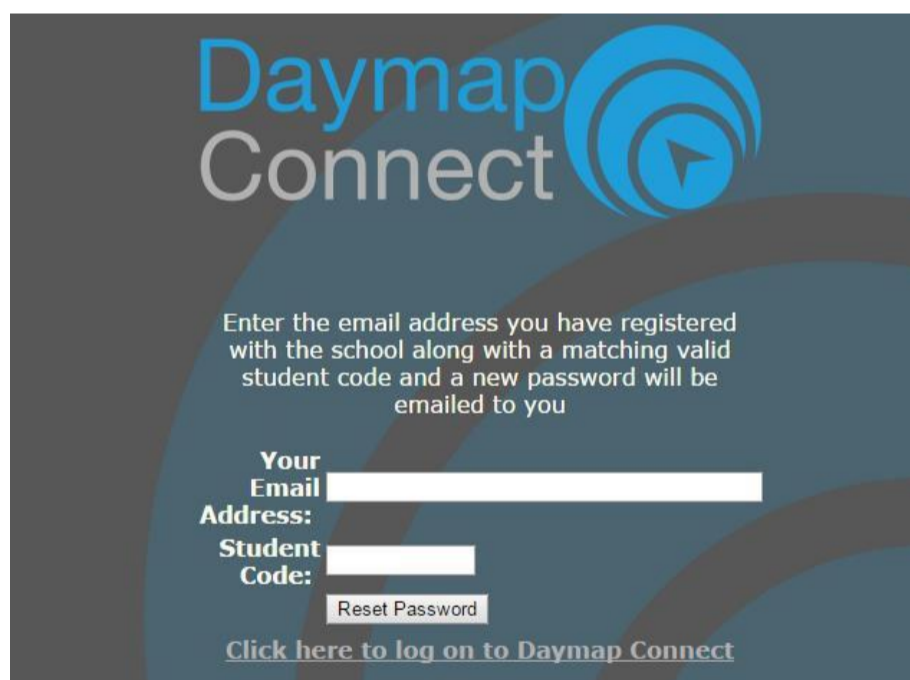 Daymap
Connect
Enter the email address you have registered
with the school along with a matching valid
student code and a new password will be
emailed to you
Your
Email
Address:
Student
Code:
Reset Password
Click here to log on to Daymap Connect